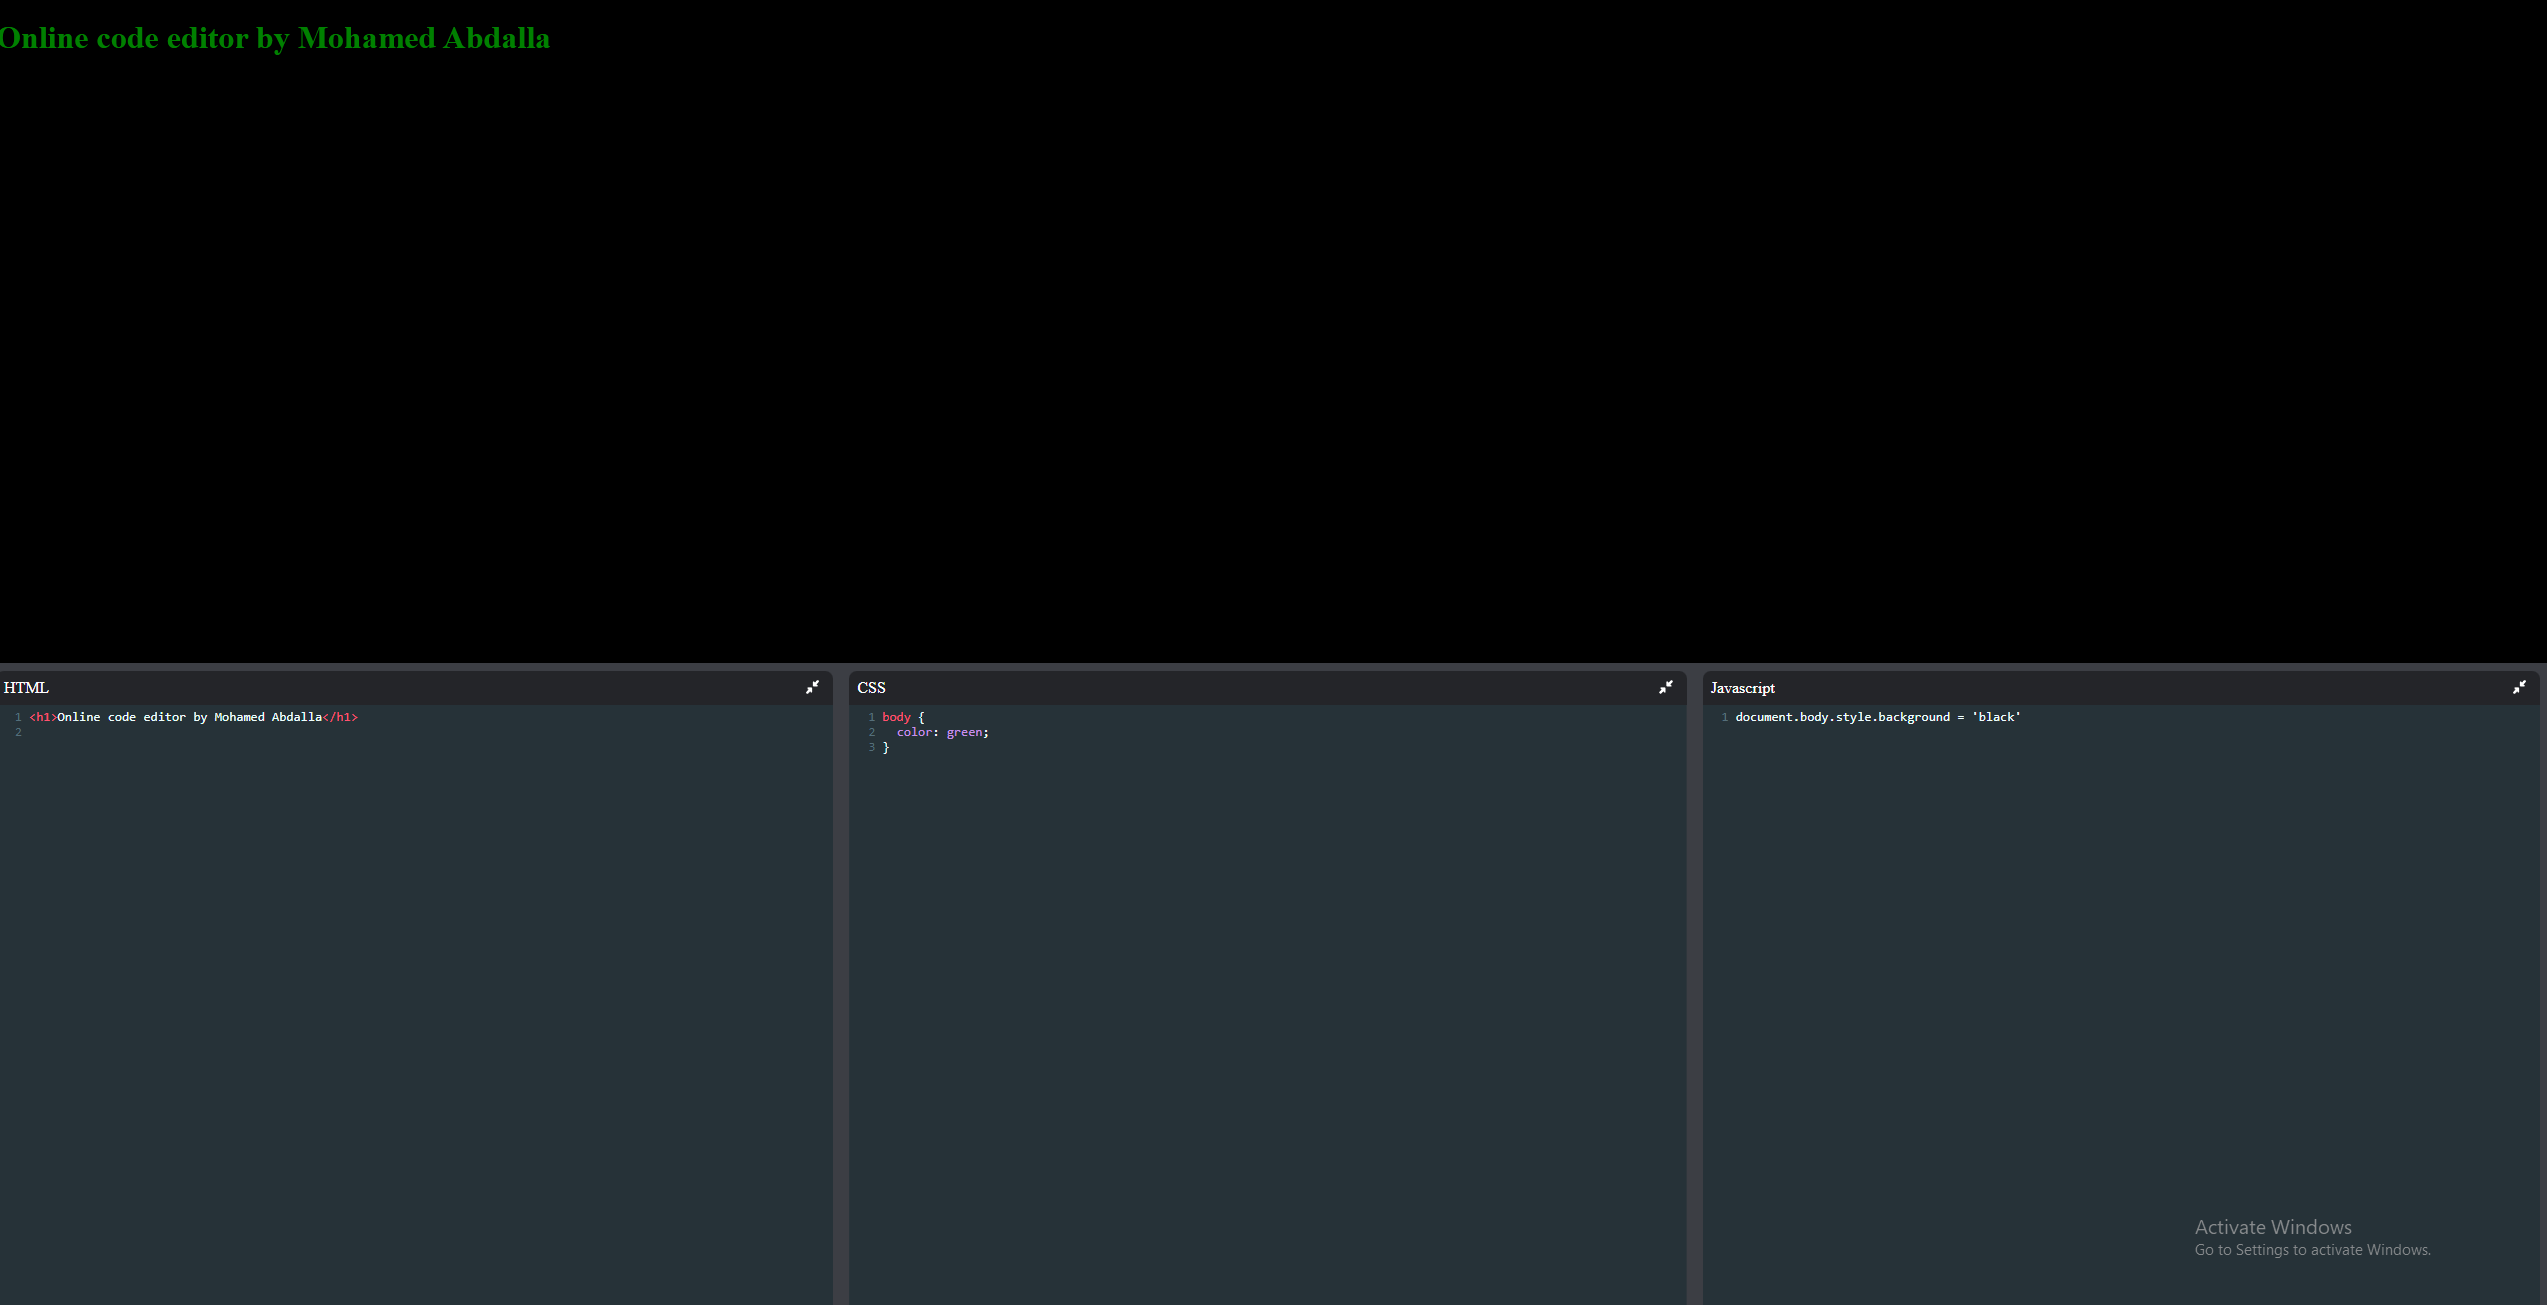 Online code editor by Mohamed Abdalla
HTML
1 <h1>Online code editor by Mohamed Abdalla</h1>
2
CSS
1 body {
2   color: green;
3 }
Javascript
1 document.body.style.background = 'black'
Activate Windows
Go to Settings to activate Windows.